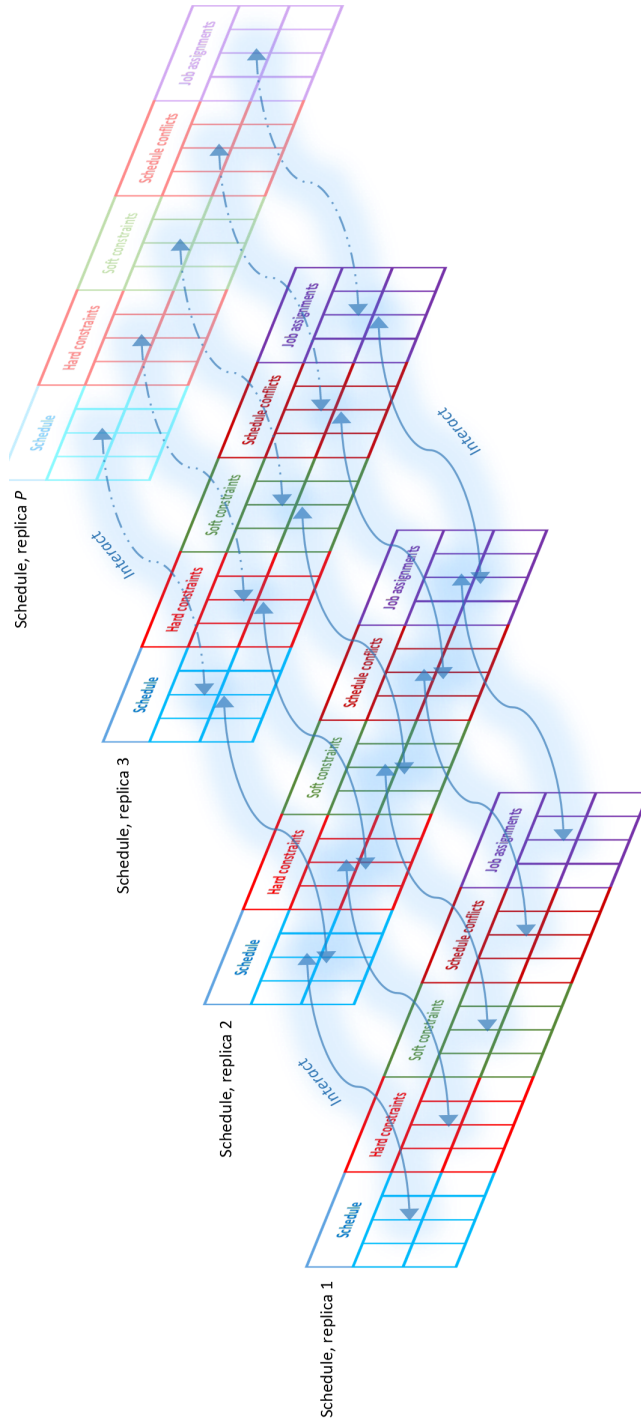 Schedule, replica P
Schedule
Hard constraints
Soft constraints
Schedule conflicts
Job assignments
Interact
Schedule, replica 3
Schedule
Hard constraints
Soft constraints
Schedule conflicts
Job assignments
Interact
Schedule, replica 2
Schedule
Hard constraints
Soft constraints
Schedule conflicts
Job assignments
Interact
Schedule, replica 1
Schedule
Hard constraints
Soft constraints
Schedule conflicts
Job assignments